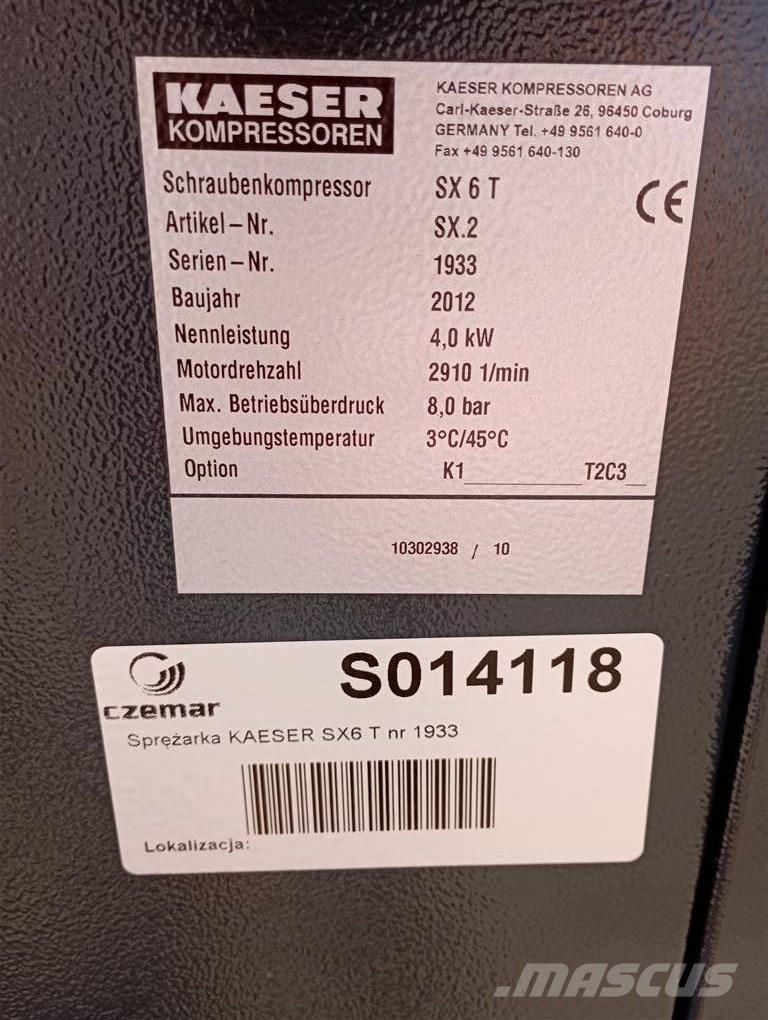 KAESER
KOMPRESSOREN
KAESER KOMPRESSOREN AG
Carl-Kaeser-Straße 26, 96450 Coburg
GERMANY Tel. +49 9561 640-0
Fax +49 9561 640-130
Schraubenkompressor SX 6 T
CE
Artikel–Nr. SX.2
Serien–Nr. 1933
Baujahr 2012
Nennleistung 4,0 kW
Motordrehzahl 2910 1/min
Max. Betriebsüberdruck 8,0 bar
Umgebungstemperatur 3°C/45°C
Option K1__________T2C3__
10302938 / 10
czemar
S014118
Sprężarka KAESER SX6 T nr 1933
Lokalizacja:
MASCUS